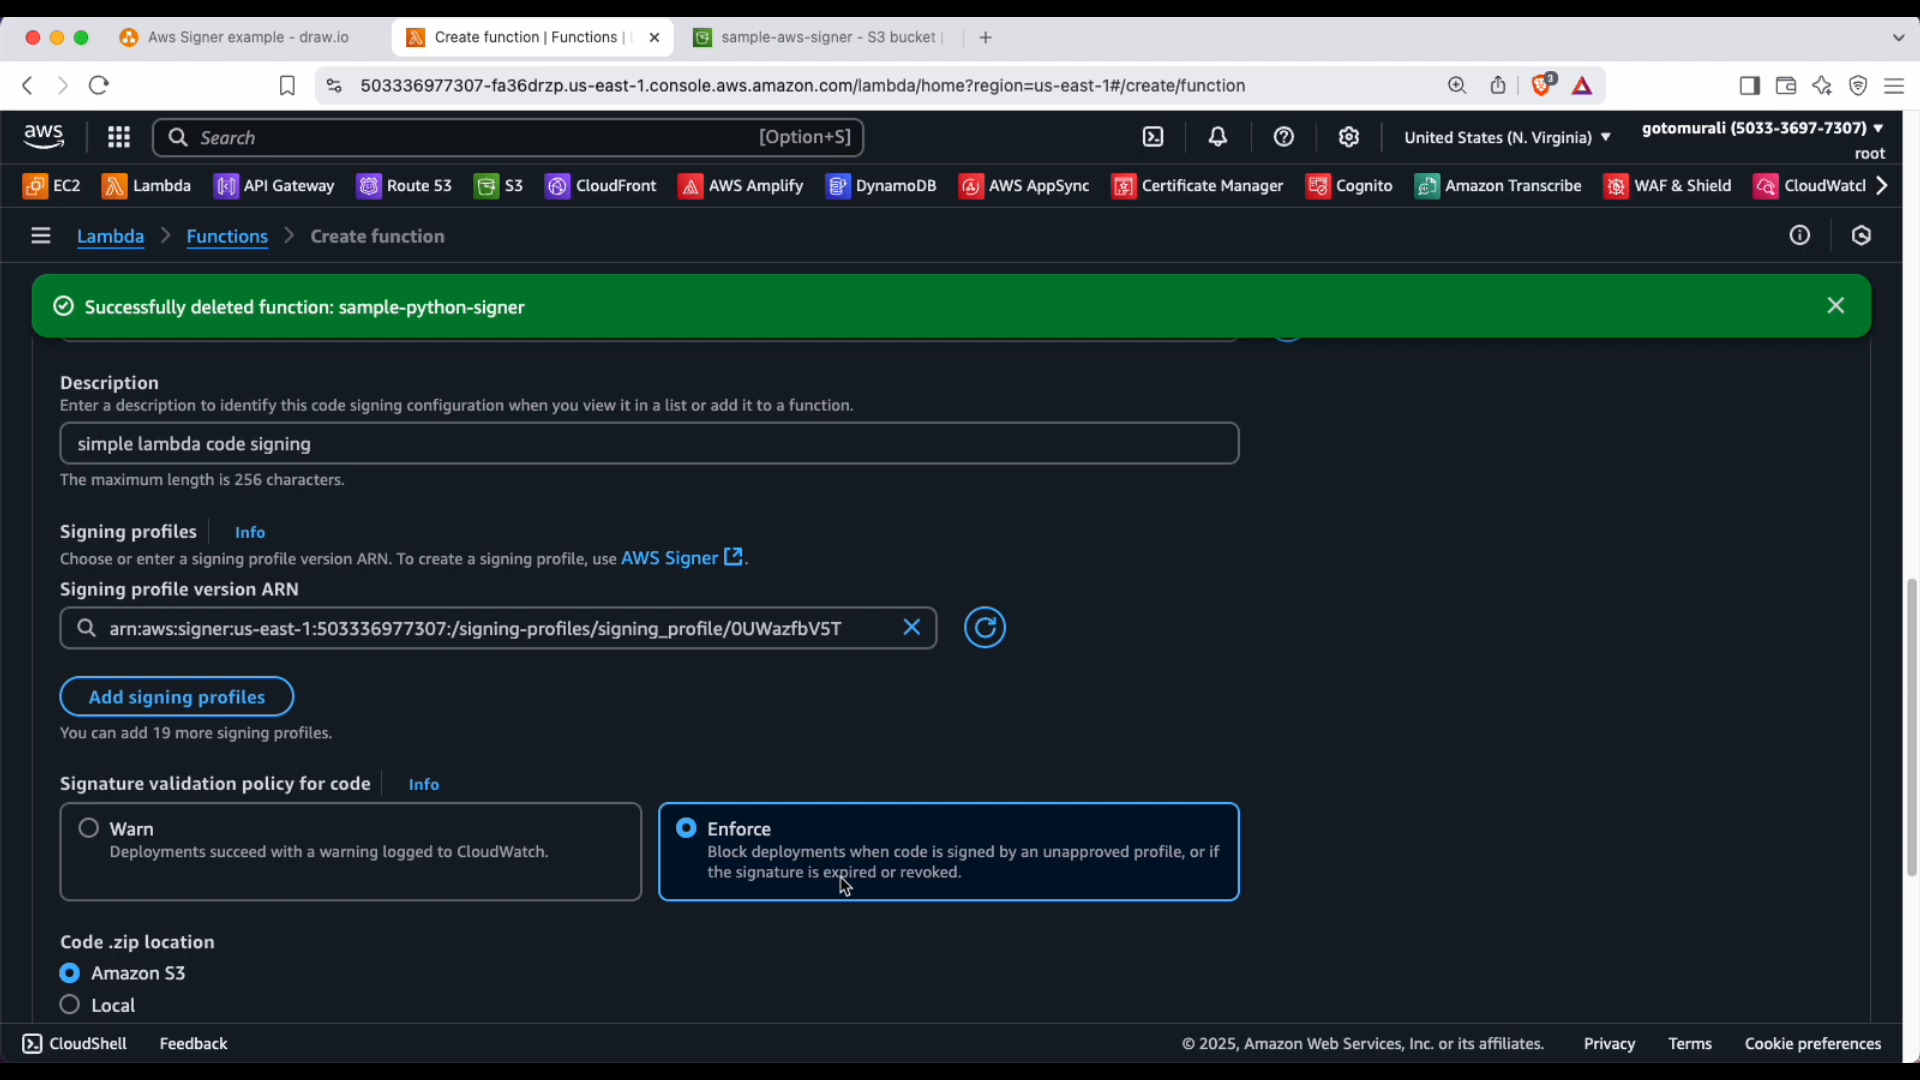 Aws Signer example - draw.io
Create function | Functions |
sample-aws-signer - S3 bucket |
503336977307-fa36drzp.us-east-1.console.aws.amazon.com/lambda/home?region=us-east-1#/create/function
3
aws
Search
[Option+S]
United States (N. Virginia)
gotomurali (5033-3697-7307)
root
EC2
Lambda
API Gateway
Route 53
S3
CloudFront
AWS Amplify
DynamoDB
AWS AppSync
Certificate Manager
Cognito
Amazon Transcribe
WAF & Shield
CloudWatcl
Lambda
Functions
Create function
Successfully deleted function: sample-python-signer
Description
Enter a description to identify this code signing configuration when you view it in a list or add it to a function.
simple lambda code signing
The maximum length is 256 characters.
Signing profiles
Info
Choose or enter a signing profile version ARN. To create a signing profile, use AWS Signer.
Signing profile version ARN
arn:aws:signer:us-east-1:503336977307:/signing-profiles/signing_profile/0UWazfbV5T
Add signing profiles
You can add 19 more signing profiles.
Signature validation policy for code
Info
Warn
Deployments succeed with a warning logged to CloudWatch.
Enforce
Block deployments when code is signed by an unapproved profile, or if
the signature is expired or revoked.
Code .zip location
Amazon S3
Local
CloudShell
Feedback
© 2025, Amazon Web Services, Inc. or its affiliates.
Privacy
Terms
Cookie preferences